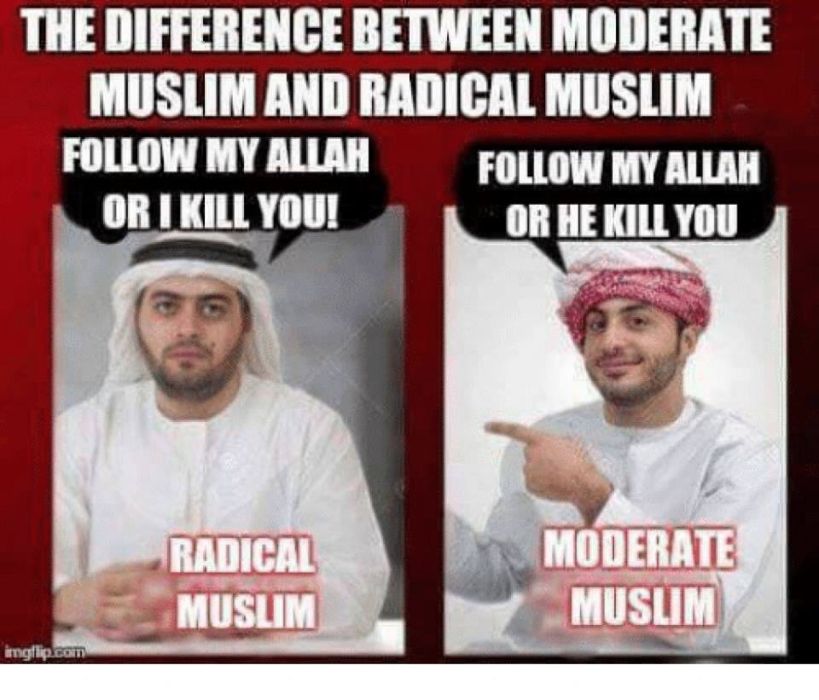 THE DIFFERENCE BETWEEN MODERATE
MUSLIM AND RADICAL MUSLIM
FOLLOW MY ALLAH
OR I KILL YOU!
FOLLOW MY ALLAH
OR HE KILL YOU
RADICAL
MUSLIM
MODERATE
MUSLIM
imgflip.com